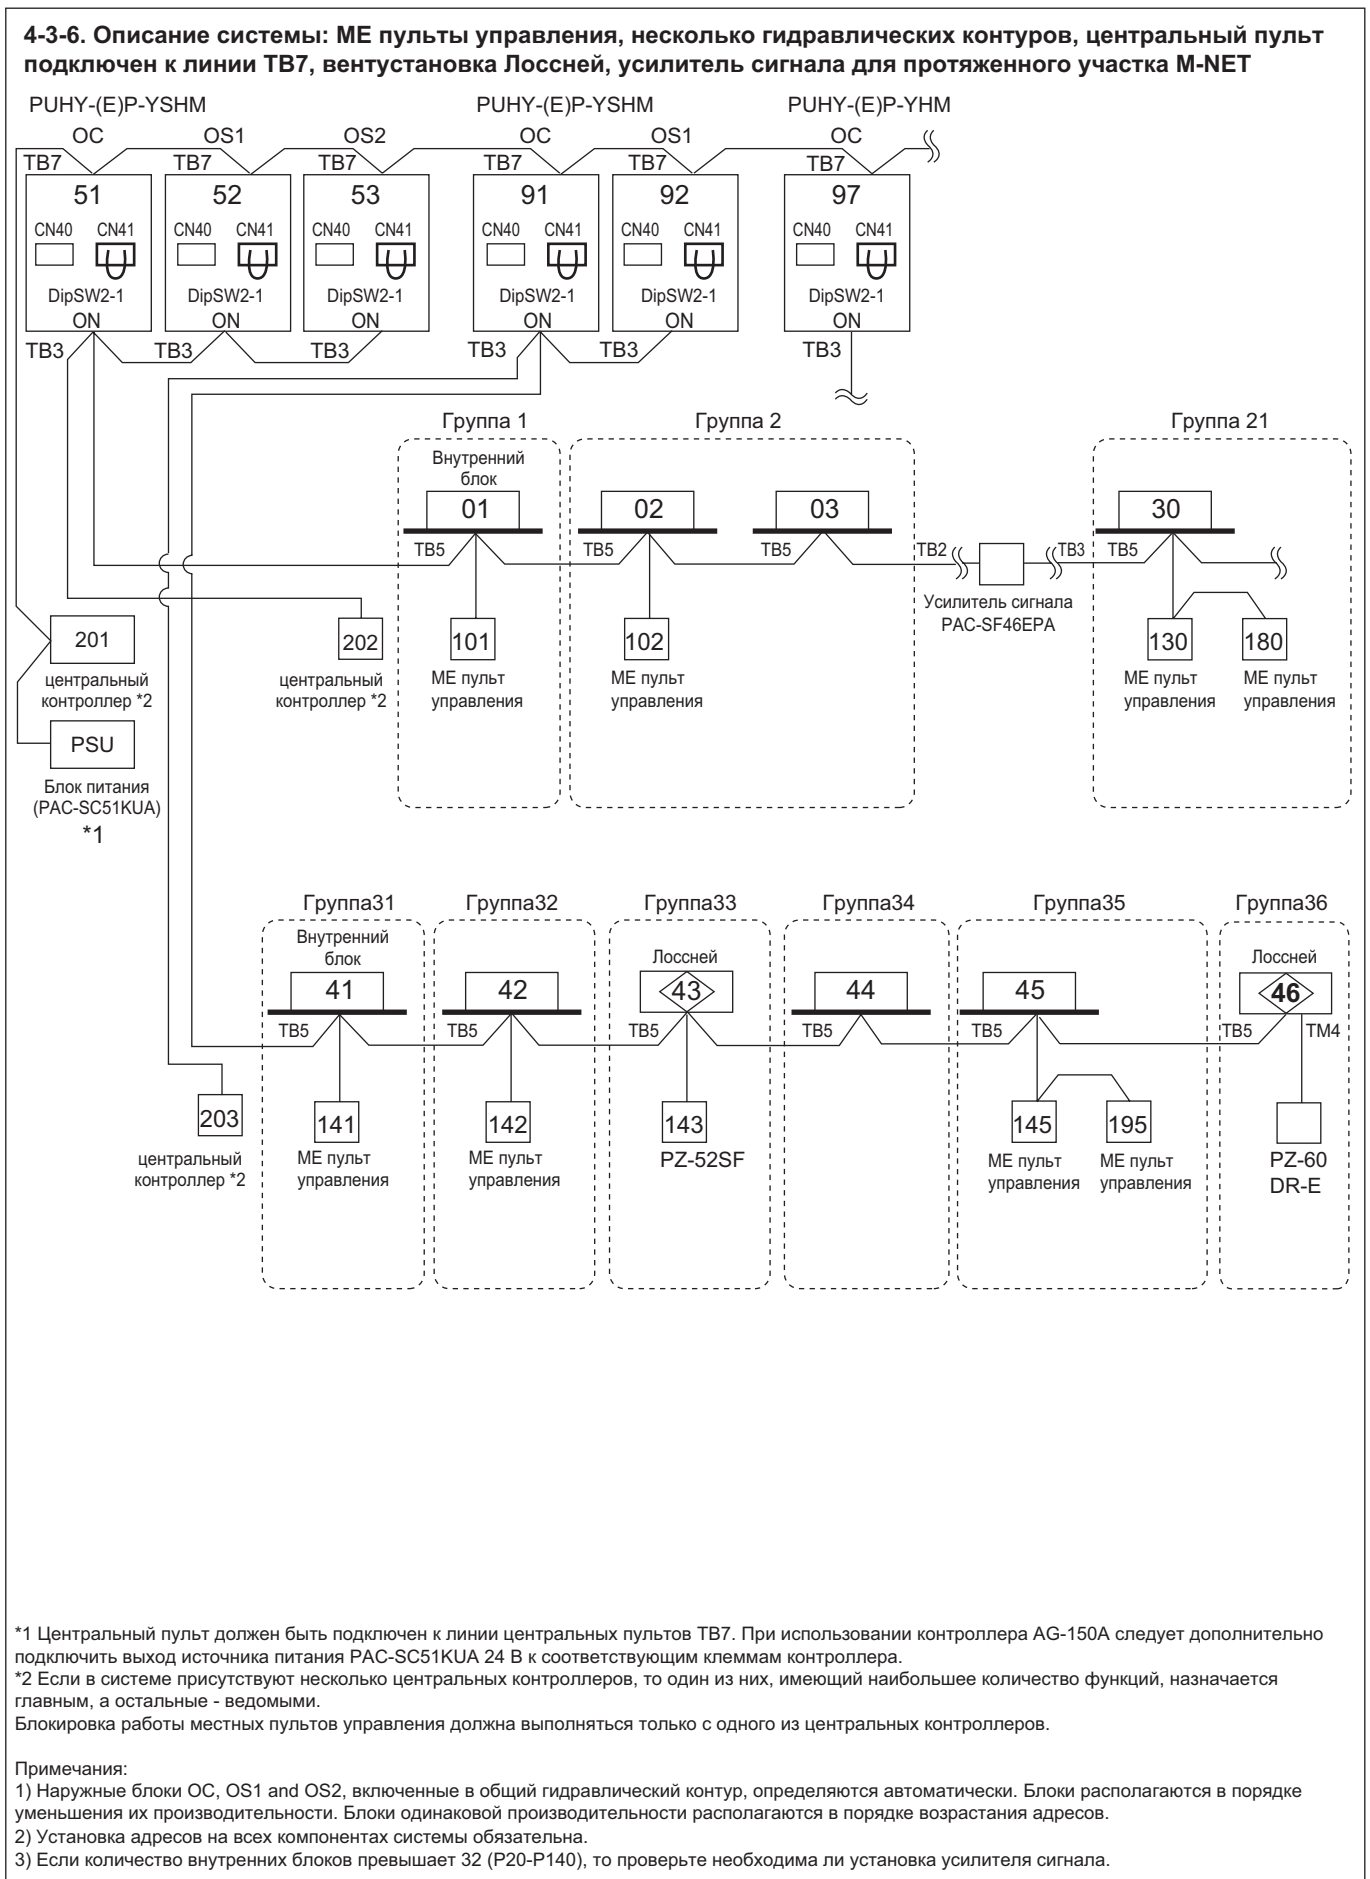 4-3-6. Описание системы: МЕ пульты управления, несколько гидравлических контуров, центральный пульт
подключен к линии ТВ7, вентустановка Лоссней, усилитель сигнала для протяженного участка M-NET
PUHY-(E)P-YSHM PUHY-(E)P-YSHM PUHY-(E)P-YHM
OC OS1 OS2 OC OS1 OC
TB7 TB7 TB7 TB7 TB7 TB7
51 52 53 91 92 97
CN40 CN41 CN40 CN41 CN40 CN41 CN40 CN41 CN40 CN41 CN40 CN41
DipSW2-1 DipSW2-1 DipSW2-1 DipSW2-1 DipSW2-1 DipSW2-1
ON ON ON ON ON ON
TB3 TB3 TB3 TB3 TB3 TB3
Группа 1 Группа 2 Группа 21
Внутренний
блок
01 02 03 30
TB5 TB5 TB5 TB2 TB3 TB5
Усилитель сигнала
PAC-SF46EPA
201 202 101 102 130 180
центральный
контроллер *2
центральный
контроллер *2
МЕ пульт
управления
МЕ пульт
управления
МЕ пульт
управления
МЕ пульт
управления
PSU
Блок питания
(PAC-SC51KUA)
*1
Группа31 Группа32 Группа33 Группа34 Группа35 Группа36
Внутренний
блок
Лоссней Лоссней
41 42 43 44 45 46
TB5 TB5 TB5 TB5 TB5 TB5 TM4
203 141 142 143 145 195
центральный
контроллер *2
МЕ пульт
управления
МЕ пульт
управления
PZ-52SF
МЕ пульт
управления
МЕ пульт
управления
PZ-60
DR-E
*1 Центральный пульт должен быть подключен к линии центральных пультов ТВ7. При использовании контроллера AG-150A следует дополнительно
подключить выход источника питания PAC-SC51KUA 24 В к соответствующим клеммам контроллера.
*2 Если в системе присутствуют несколько центральных контроллеров, то один из них, имеющий наибольшее количество функций, назначается
главным, а остальные - ведомыми.
Блокировка работы местных пультов управления должна выполняться только с одного из центральных контроллеров.
Примечания:
1) Наружные блоки OC, OS1 and OS2, включенные в общий гидравлический контур, определяются автоматически. Блоки располагаются в порядке
уменьшения их производительности. Блоки одинаковой производительности располагаются в порядке возрастания адресов.
2) Установка адресов на всех компонентах системы обязательна.
3) Если количество внутренних блоков превышает 32 (P20-P140), то проверьте необходима ли установка усилителя сигнала.